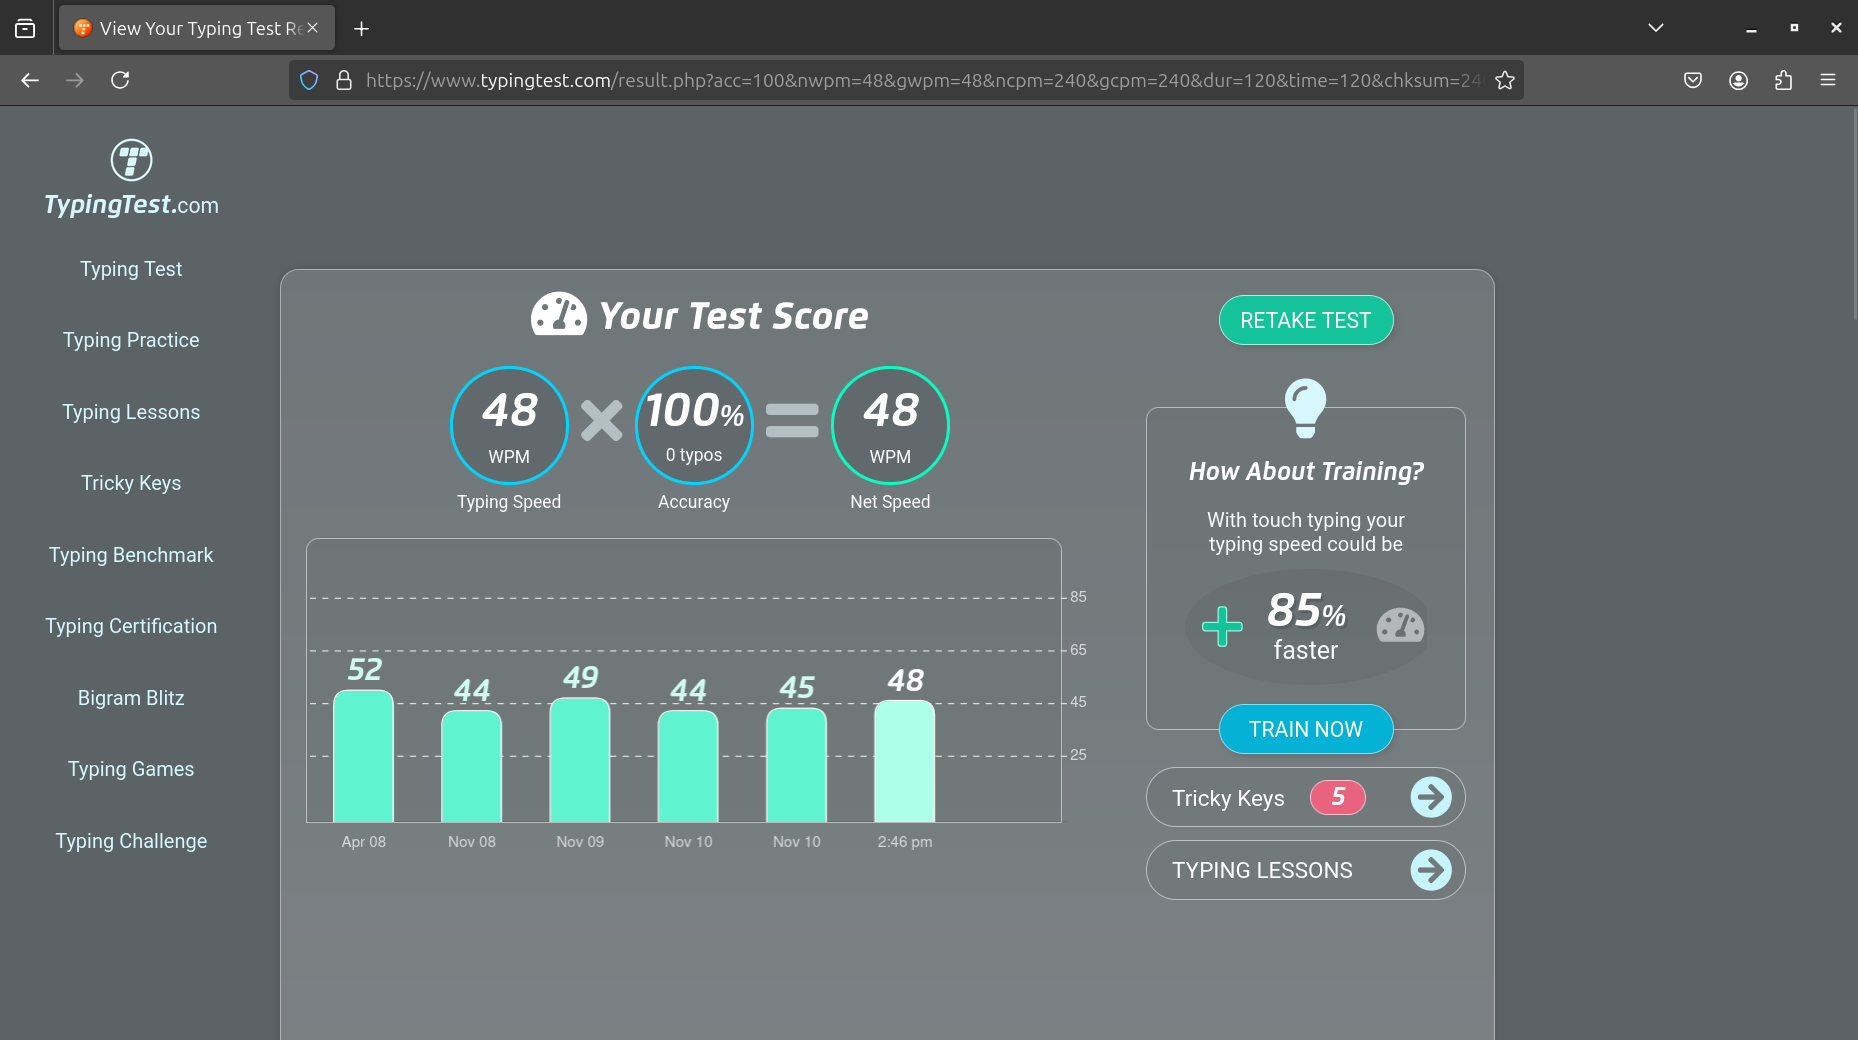 View Your Typing Test Re
https://www.typingtest.com/result.php?acc=100&nwpm=48&gwpm=48&ncpm=240&gcpm=240&dur=120&time=120&chksum=24
TypingTest.com
Typing Test
Typing Practice
Typing Lessons
Tricky Keys
Typing Benchmark
Typing Certification
Bigram Blitz
Typing Games
Typing Challenge
Your Test Score
48
WPM
Typing Speed
100%
0 typos
Accuracy
48
WPM
Net Speed
85
65
45
25
52
44
49
44
45
48
Apr 08
Nov 08
Nov 09
Nov 10
Nov 10
2:46 pm
RETAKE TEST
How About Training?
With touch typing your
typing speed could be
85%
faster
TRAIN NOW
Tricky Keys 5
TYPING LESSONS